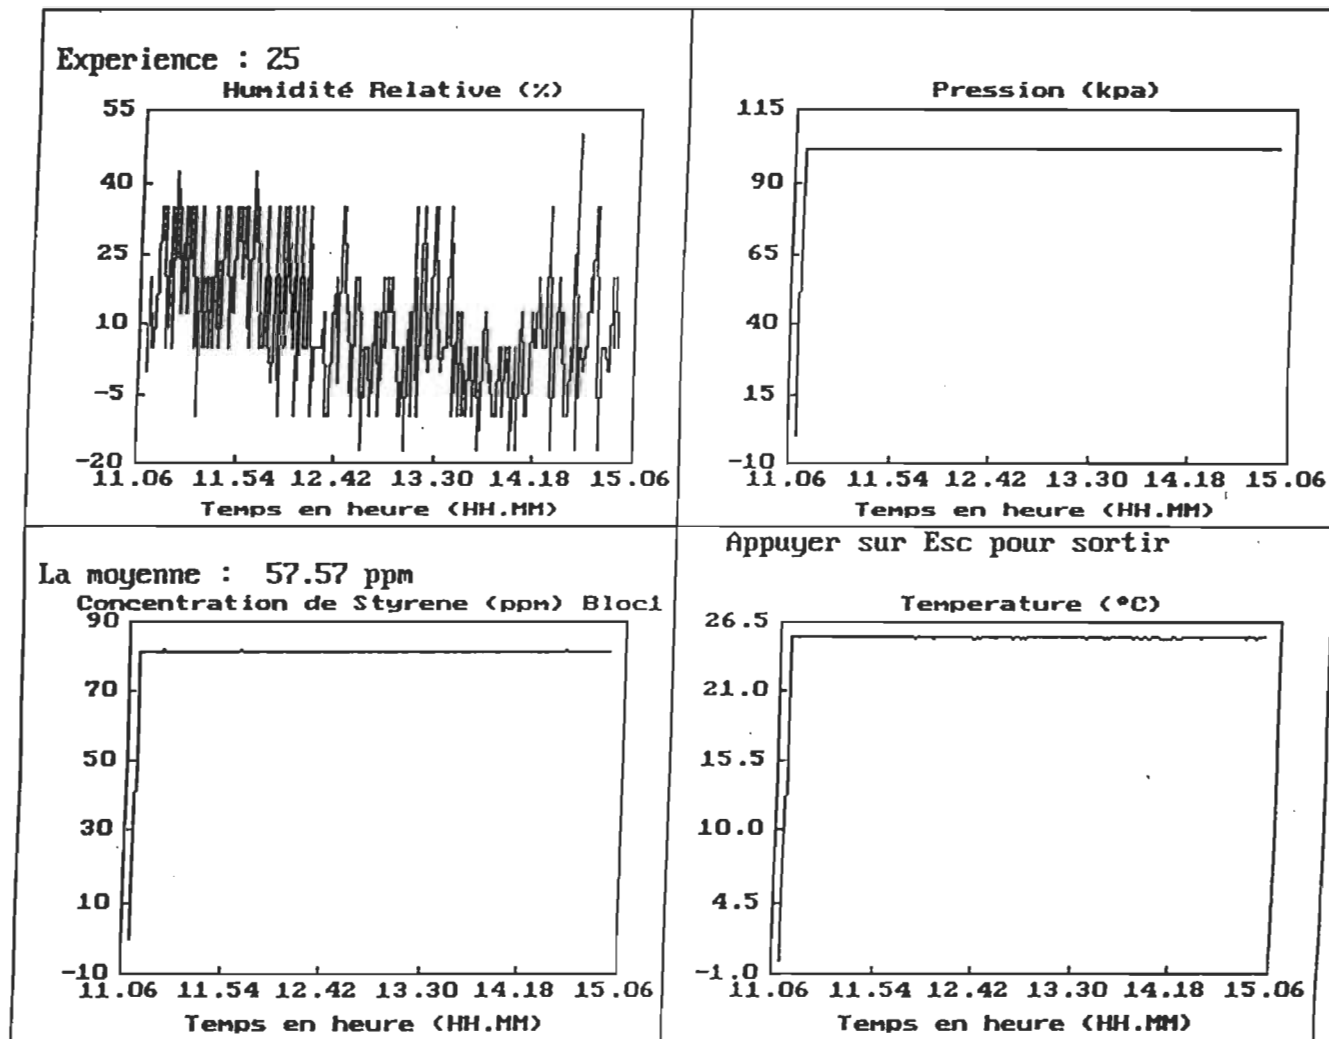 Experience : 25
Humidité Relative (%)
55
40
25
10
-5
-20
11.06 11.54 12.42 13.30 14.18 15.06
Temps en heure (HH.MM)
Pression (kpa)
115
90
65
40
15
-10
11.06 11.54 12.42 13.30 14.18 15.06
Temps en heure (HH.MM)
La moyenne : 57.57 ppm
Concentration de Styrene (ppm) Bloc1
90
70
50
30
10
-10
11.06 11.54 12.42 13.30 14.18 15.06
Temps en heure (HH.MM)
Appuyer sur Esc pour sortir
Temperature (°C)
26.5
21.0
15.5
10.0
4.5
-1.0
11.06 11.54 12.42 13.30 14.18 15.06
Temps en heure (HH.MM)